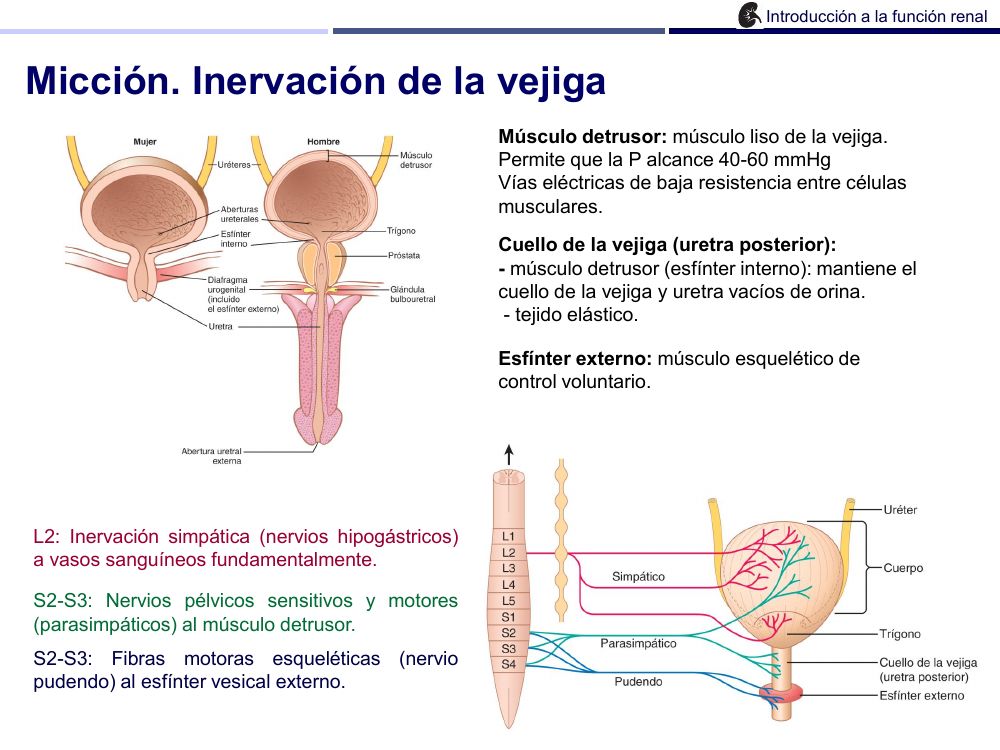 Introducción a la función renal
Micción. Inervación de la vejiga
Mujer
Hombre
Uréteres
Músculo
detrusor
Aberturas
ureterales
Esfínter
interno
Trígono
Próstata
Diafragma
urogenital
(incluido
el esfínter externo)
Glándula
bulbouretral
Uretra
Abertura uretral
externa
Músculo detrusor: músculo liso de la vejiga.
Permite que la P alcance 40-60 mmHg
Vías eléctricas de baja resistencia entre células
musculares.
Cuello de la vejiga (uretra posterior):
- músculo detrusor (esfínter interno): mantiene el
cuello de la vejiga y uretra vacíos de orina.
- tejido elástico.
Esfínter externo: músculo esquelético de
control voluntario.
L2: Inervación simpática (nervios hipogástricos)
a vasos sanguíneos fundamentalmente.
S2-S3: Nervios pélvicos sensitivos y motores
(parasimpáticos) al músculo detrusor.
S2-S3: Fibras motoras esqueléticas (nervio
pudendo) al esfínter vesical externo.
L1
L2
L3
L4
L5
S1
S2
S3
S4
Simpático
Parasimpático
Pudendo
Uréter
Cuerpo
Trígono
Cuello de la vejiga
(uretra posterior)
Esfínter externo